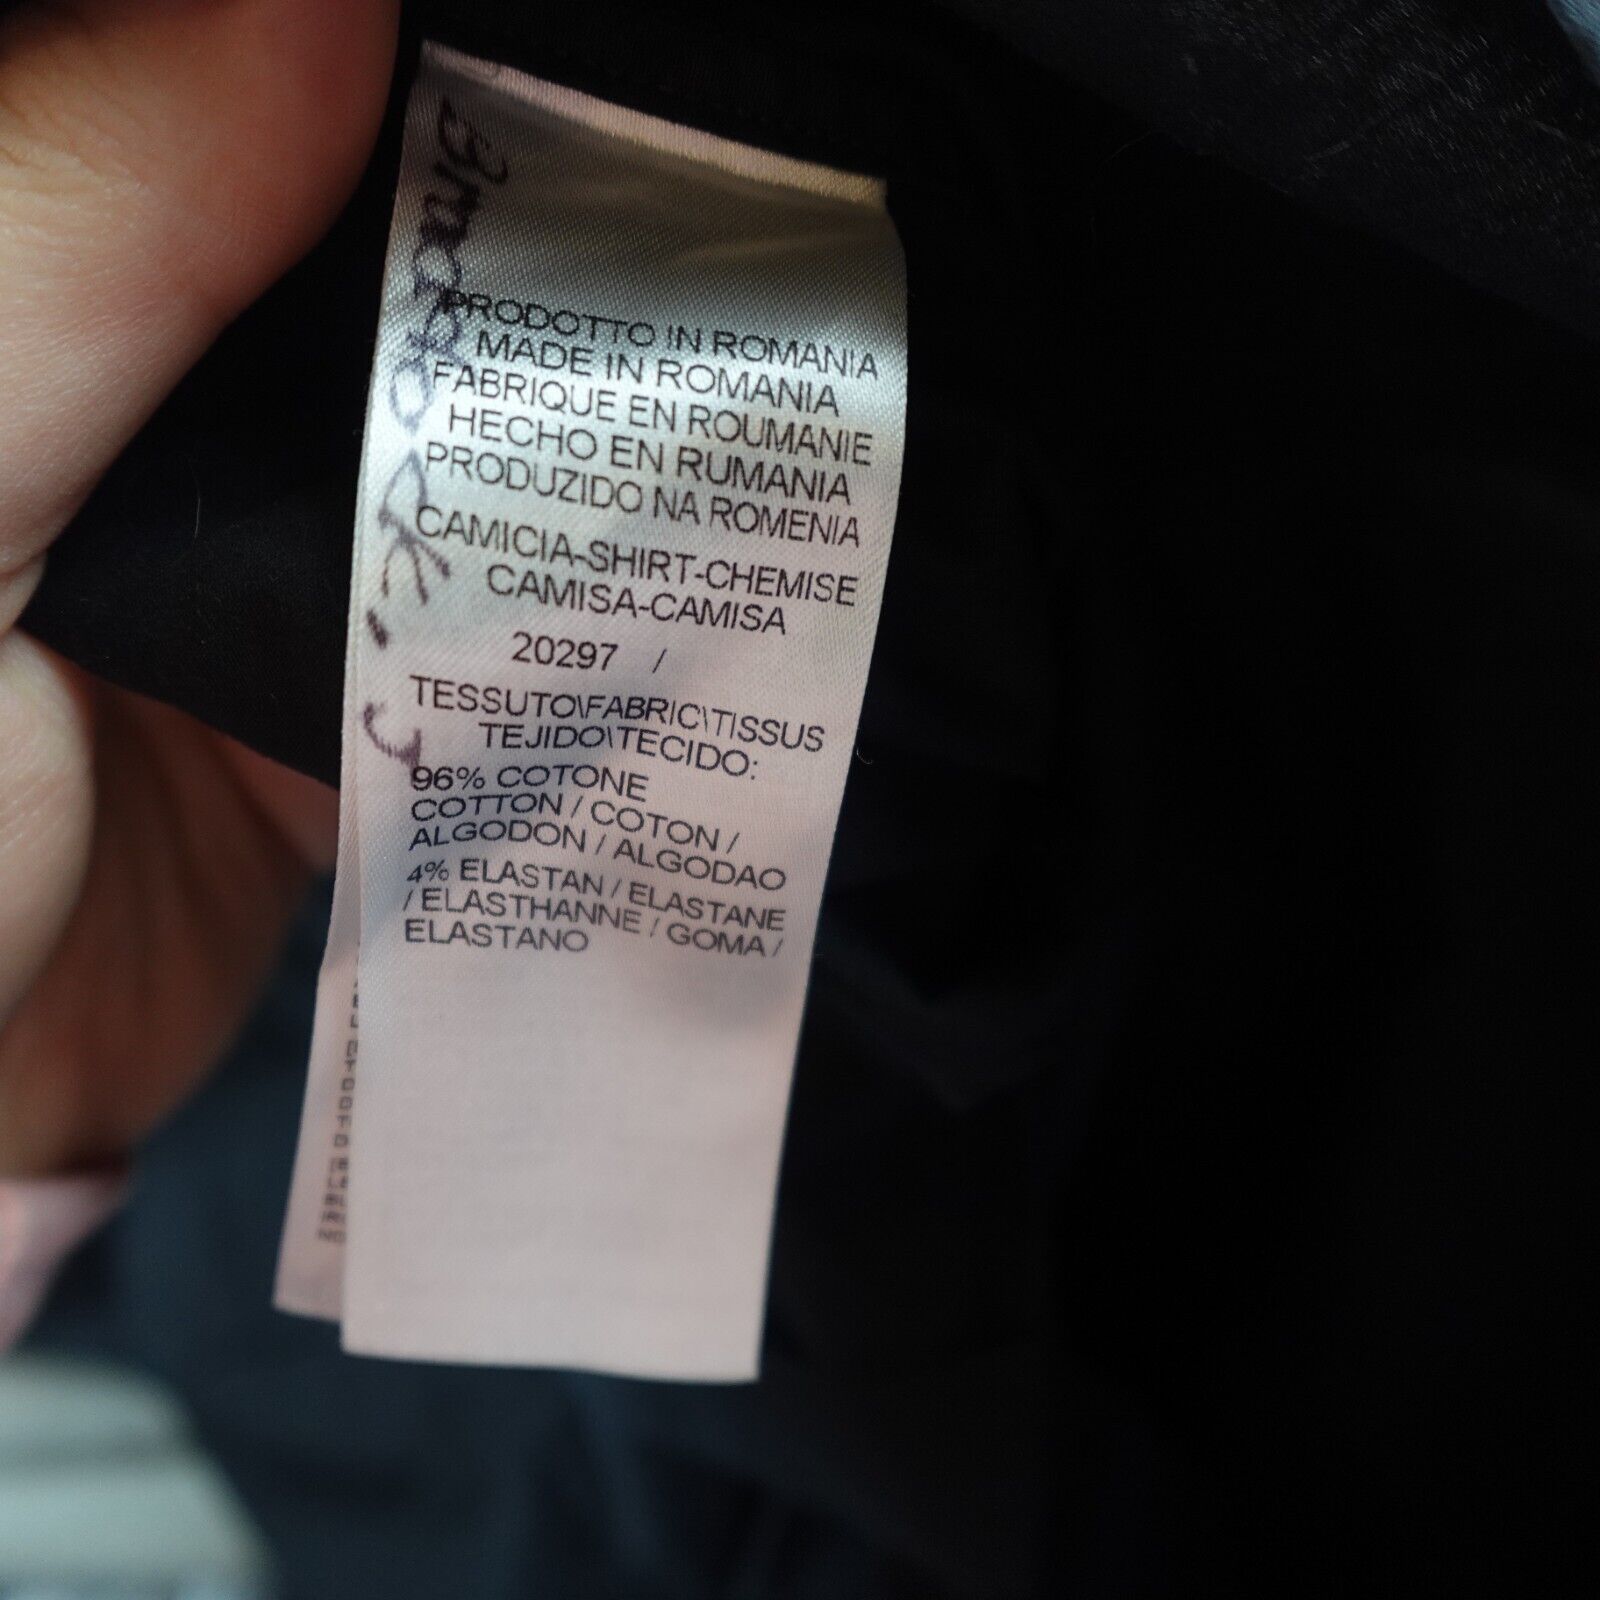 PRODOTTO IN ROMANIA
MADE IN ROMANIA
FABRIQUE EN ROUMANIE
HECHO EN RUMANIA
PRODUZIDO NA ROMENIA
CAMICIA-SHIRT-CHEMISE
CAMISA-CAMISA
20297 /
TESSUTO\FABRIC\TISSUS
TEJIDO\TECIDO:
96% COTONE
COTTON / COTON /
ALGODON / ALGODAO
4% ELASTAN / ELASTANE
/ ELASTHANNE / GOMA /
ELASTANO